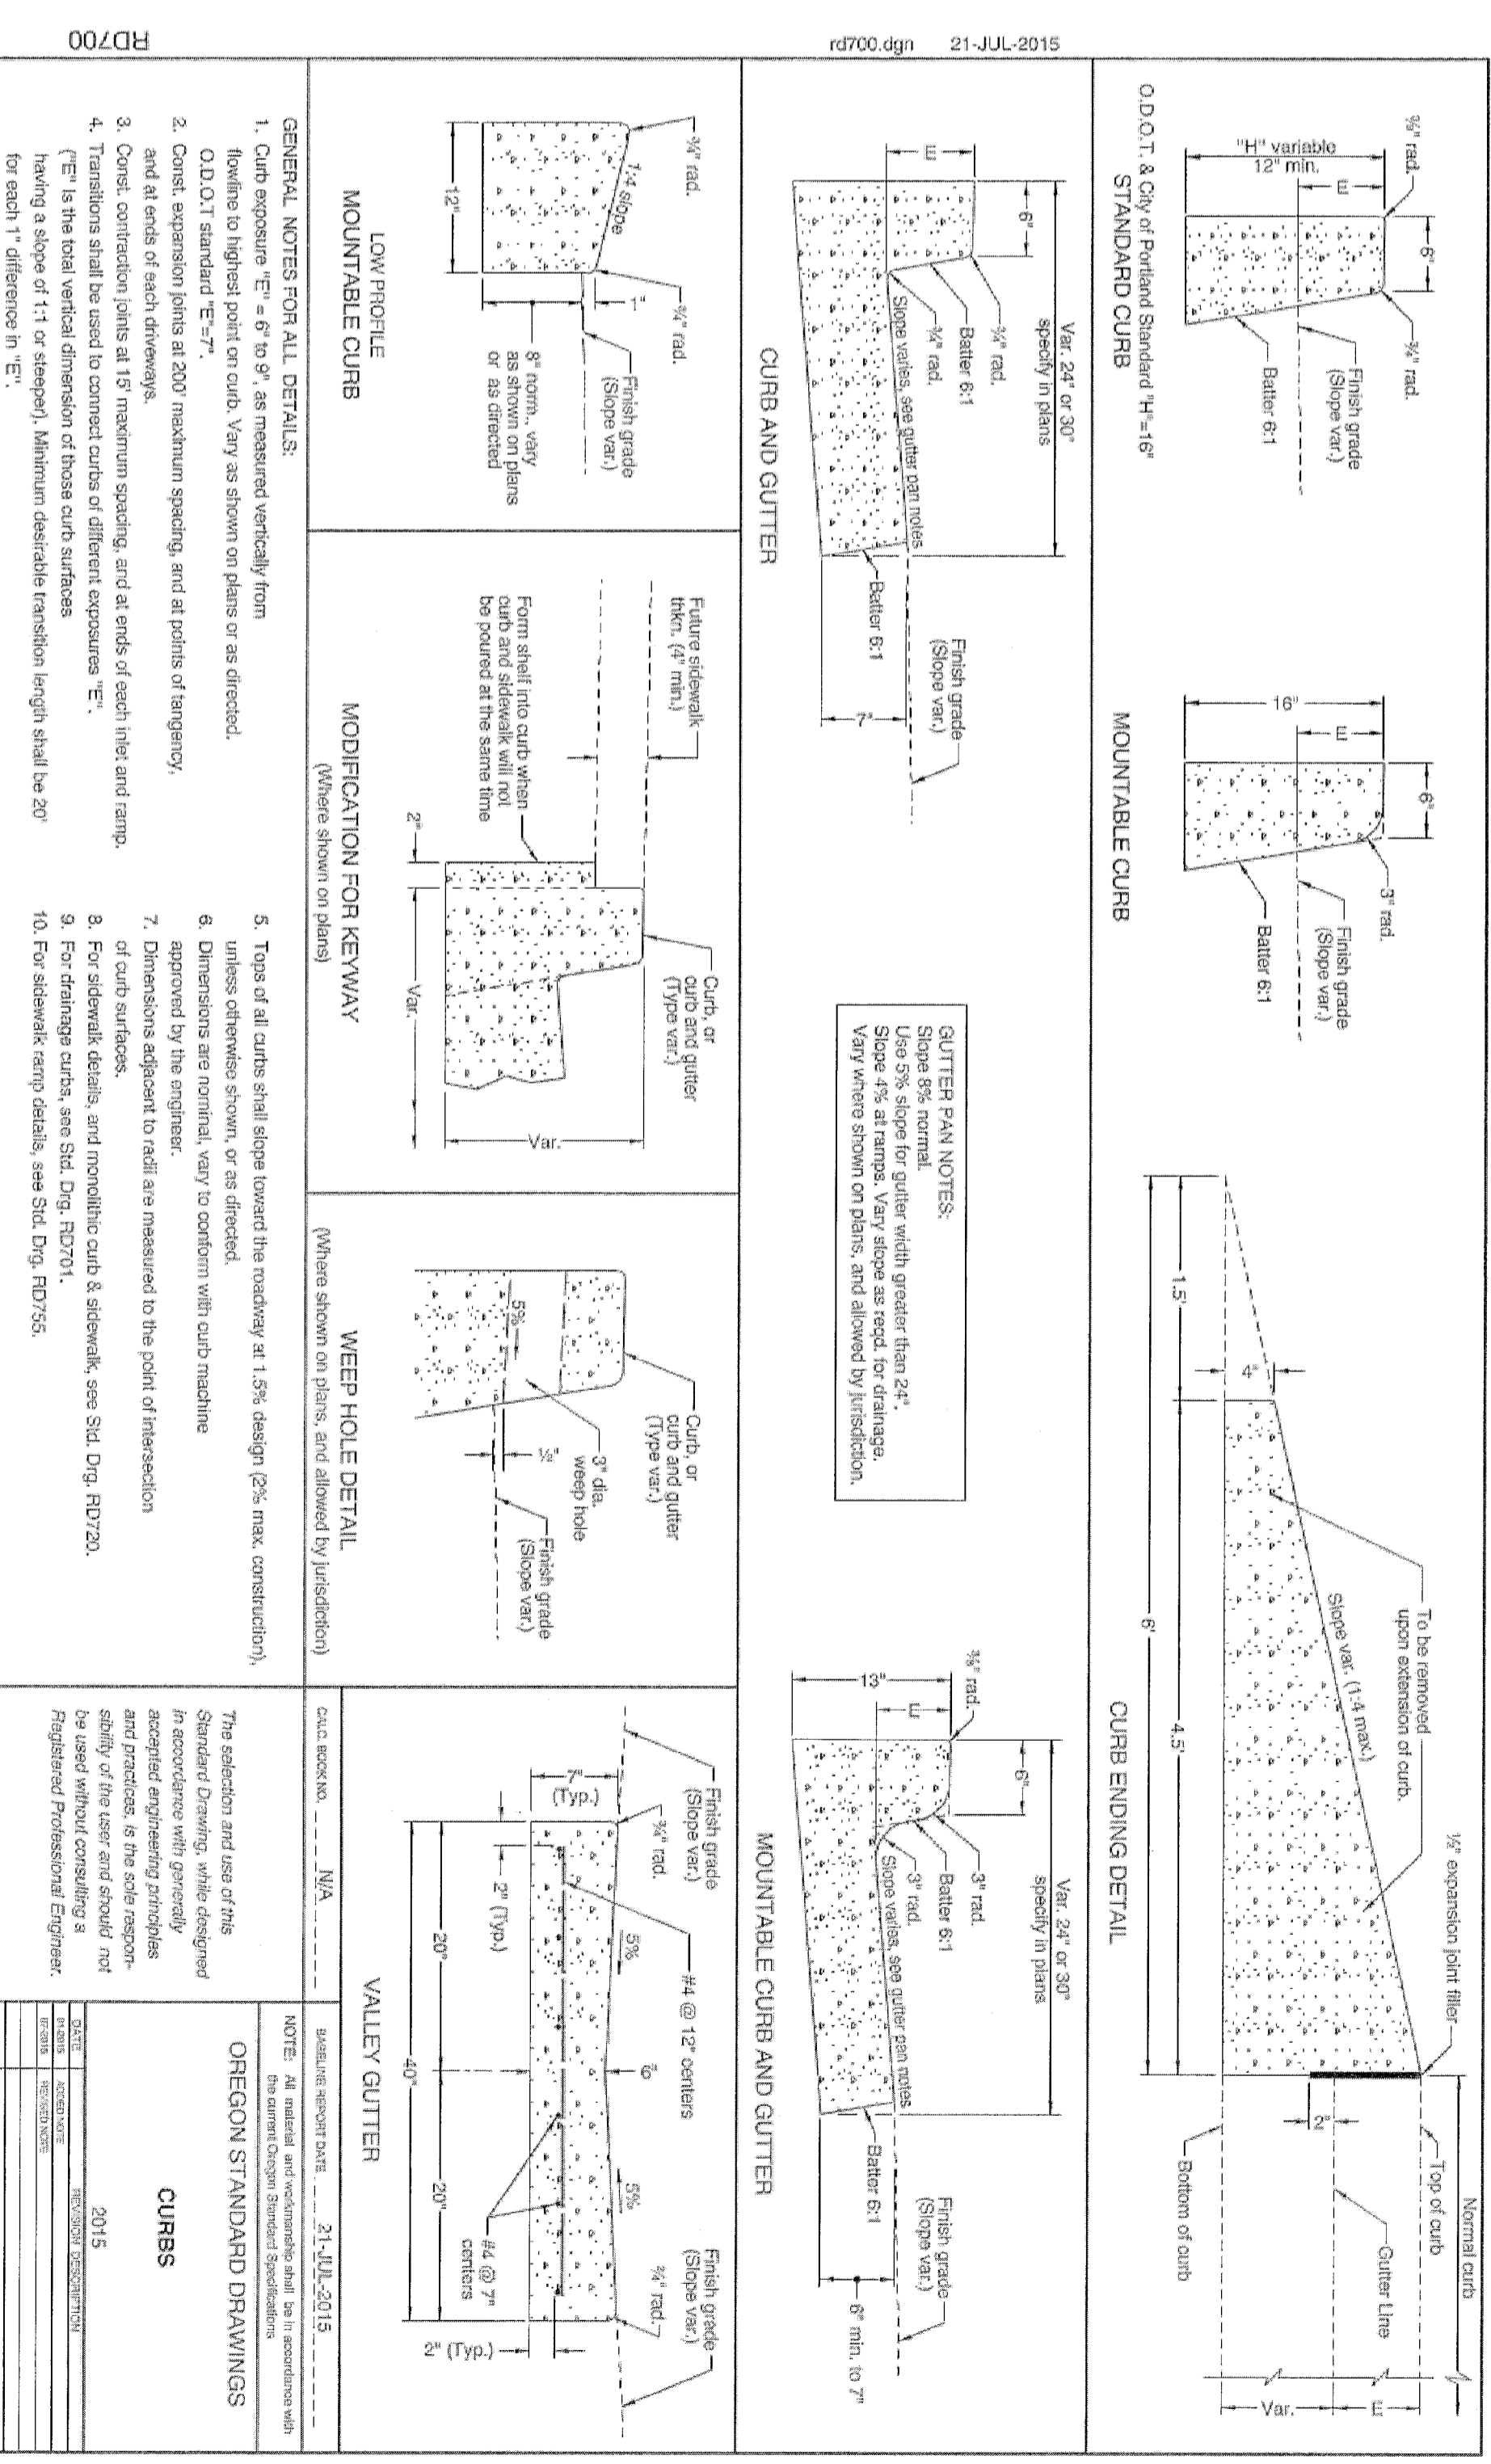 rd700.dgn 21-JUL-2015
⅜" rad.
6"
¾" rad.
"H" variable
12" min.
E
Finish grade
(Slope var.)
Batter 6:1
O.D.O.T. & City of Portland Standard "H"=16"
STANDARD CURB
6"
3" rad.
16"
E
Finish grade
(Slope var.)
Batter 6:1
MOUNTABLE CURB
Normal curb
½" expansion joint filler
To be removed
upon extension of curb.
Slope var. (1:4 max.)
Top of curb
Gutter Line
Bottom of curb
2"
E
Var.
4"
1.5'
4.5'
6'
CURB ENDING DETAIL
Var. 24" or 30"
specify in plans
6"
¾" rad.
Batter 6:1
¾" rad.
E
Slope varies, see gutter pan notes
Finish grade
(Slope var.)
7"
Batter 6:1
CURB AND GUTTER
GUTTER PAN NOTES:
Slope 8% normal.
Use 5% slope for gutter width greater than 24".
Slope 4% at ramps. Vary slope as reqd. for drainage.
Vary where shown on plans, and allowed by jurisdiction.
Var. 24" or 30"
specify in plans
⅜" rad.
6"
3" rad.
Batter 6:1
3" rad.
13"
E
Slope varies, see gutter pan notes
Finish grade
(Slope var.)
6" min. to 7"
Batter 6:1
MOUNTABLE CURB AND GUTTER
¾" rad.
¾" rad.
1:4 slope
1"
Finish grade
(Slope var.)
8" norm., vary
as shown on plans
or as directed
12"
LOW PROFILE
MOUNTABLE CURB
Future sidewalk
thkn. (4" min.)
Form shelf into curb when
curb and sidewalk will not
be poured at the same time
Curb, or
curb and gutter
(Type var.)
2"
Var.
Var.
MODIFICATION FOR KEYWAY
(Where shown on plans)
Curb, or
curb and gutter
(Type var.)
3" dia.
weep hole
5%
Finish grade
(Slope var.)
WEEP HOLE DETAIL
(Where shown on plans, and allowed by jurisdiction)
Finish grade
(Slope var.)
¾" rad.
#4 @ 12" centers
5%
6"
5%
Finish grade
(Slope var.)
¾" rad.
7"
(Typ.)
2" (Typ.)
#4 @ 7"
centers
2" (Typ.)
20"
20"
40"
VALLEY GUTTER
GENERAL NOTES FOR ALL DETAILS:
1. Curb exposure "E" = 6" to 9", as measured vertically from
flowline to highest point on curb. Vary as shown on plans or as directed.
O.D.O.T standard "E"=7".
2. Const expansion joints at 200' maximum spacing, and at points of tangency,
and at ends of each driveways.
3. Const. contraction joints at 15' maximum spacing, and at ends of each inlet and ramp.
4. Transitions shall be used to connect curbs of different exposures "E".
("E" is the total vertical dimension of those curb surfaces
having a slope of 1:1 or steeper). Minimum desirable transition length shall be 20'
for each 1" difference in "E".
5. Tops of all curbs shall slope toward the roadway at 1.5% design (2% max. construction),
unless otherwise shown, or as directed.
6. Dimensions are nominal, vary to conform with curb machine
approved by the engineer.
7. Dimensions adjacent to radii are measured to the point of intersection
of curb surfaces.
8. For sidewalk details, and monolithic curb & sidewalk, see Std. Drg. RD720.
9. For drainage curbs, see Std. Drg. RD701.
10. For sidewalk ramp details, see Std. Drg. RD755.
CALC. BOOK NO. N/A
BASELINE REPORT DATE 21-JUL-2015
The selection and use of this
Standard Drawing, while designed
in accordance with generally
accepted engineering principles
and practices, is the sole respon-
sibility of the user and should not
be used without consulting a
Registered Professional Engineer.
NOTE: All material and workmanship shall be in accordance with
the current Oregon Standard Specifications
OREGON STANDARD DRAWINGS
CURBS
2015
DATE REVISION DESCRIPTION
01-2015 ADDED NOTE
07-2015 REVISED NOTE
RD700